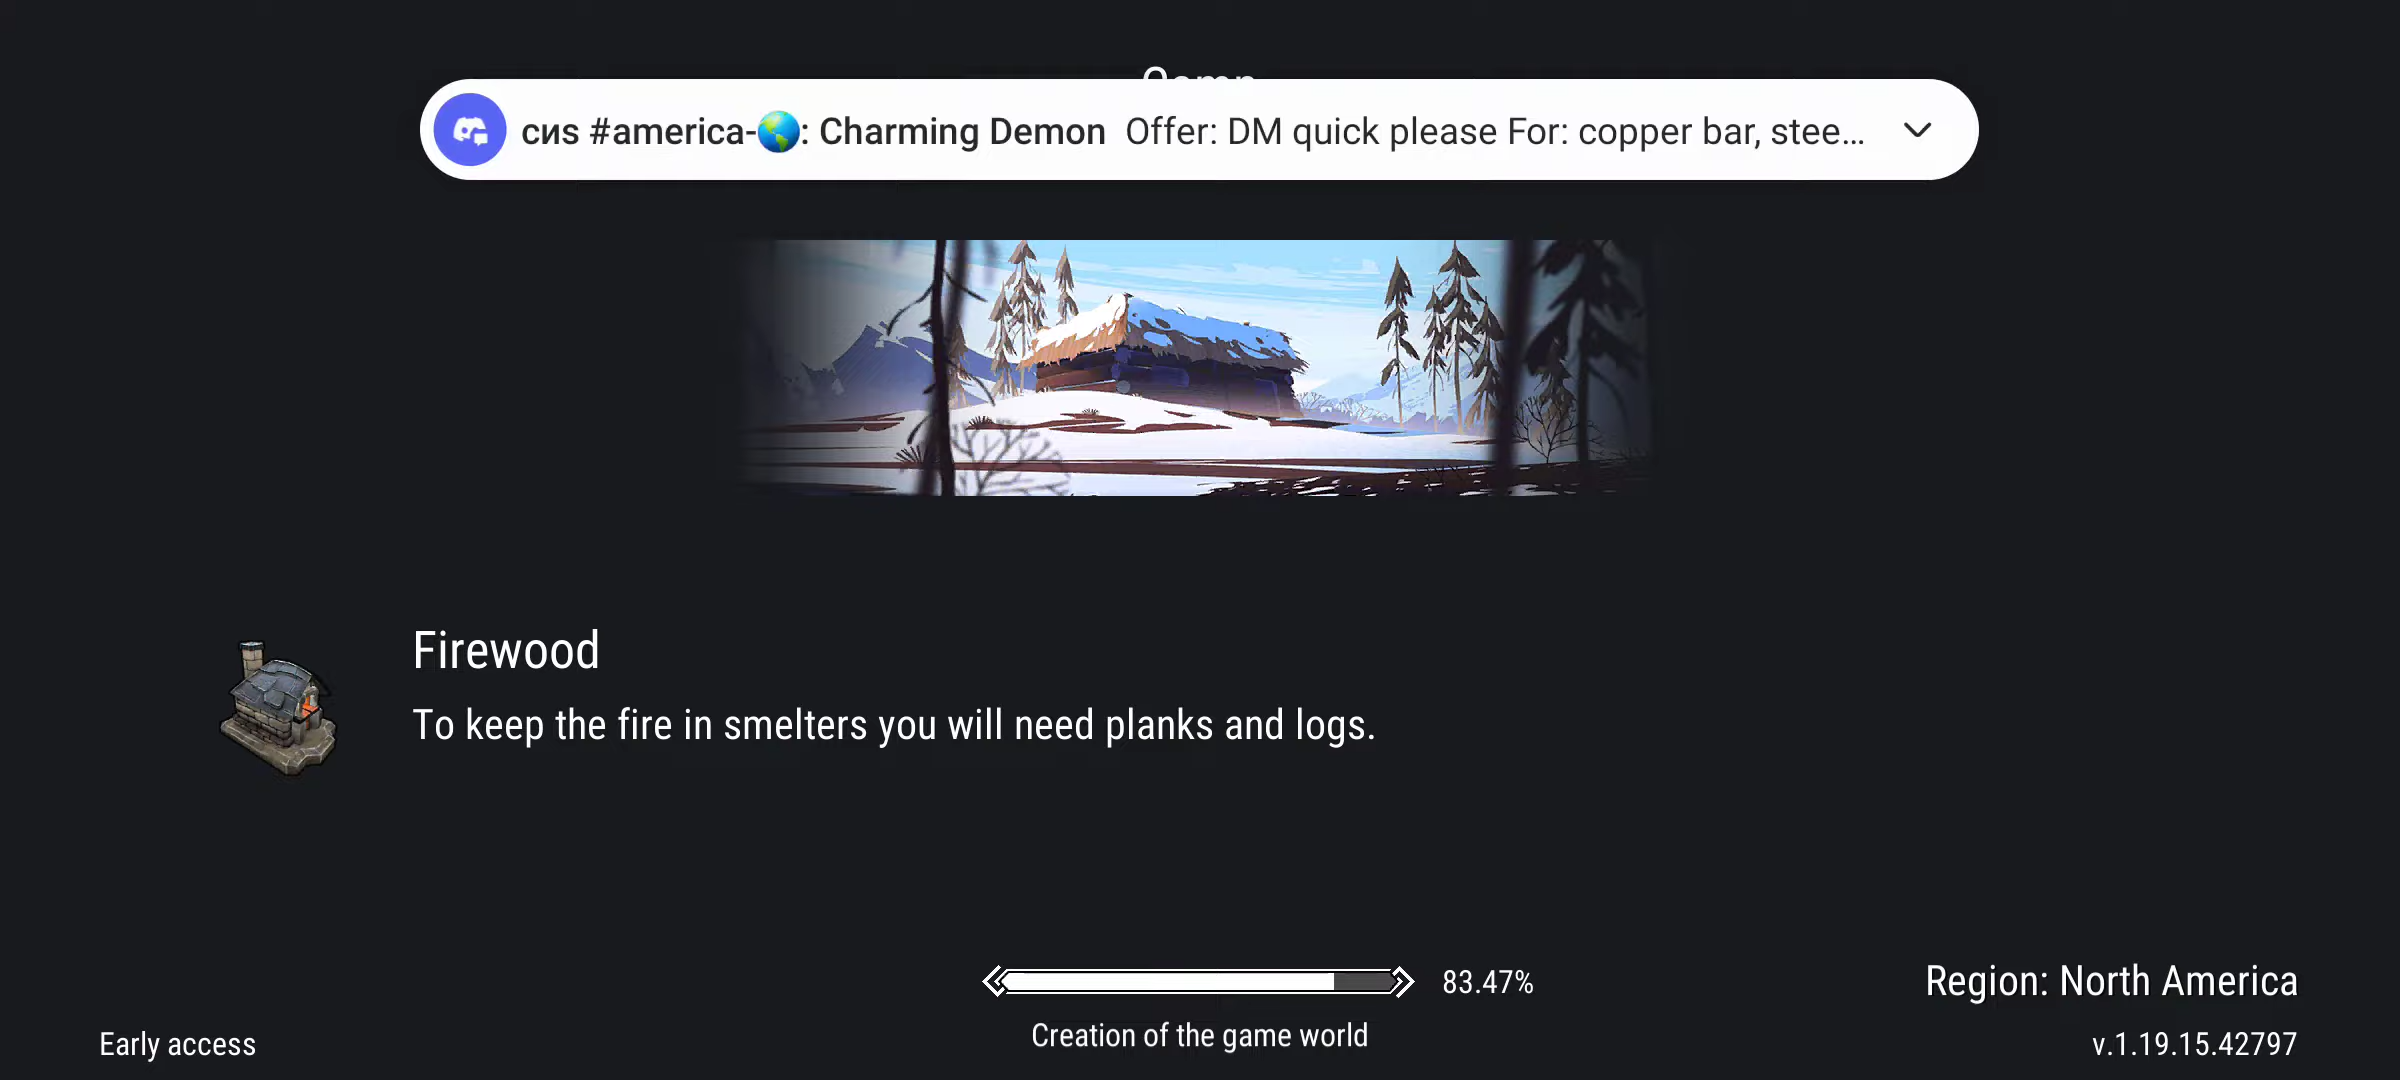 сиs #america-🌎: Charming Demon Offer: DM quick please For: copper bar, stee...
Firewood
To keep the fire in smelters you will need planks and logs.
83.47%
Creation of the game world
Region: North America
Early access
v.1.19.15.42797